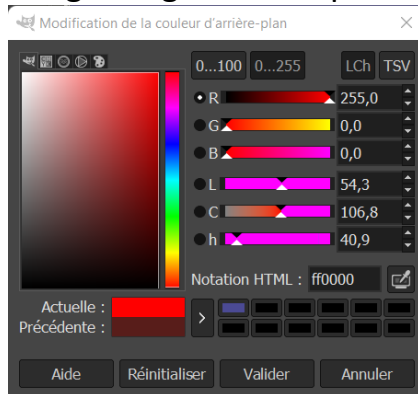 Modification de la couleur d'arrière-plan
0...100 0...255 LCh TSV
R 255,0
G 0,0
B 0,0
L 54,3
C 106,8
h 40,9
Notation HTML : ff0000
Actuelle :
Précédente :
>
Aide Réinitialiser Valider Annuler